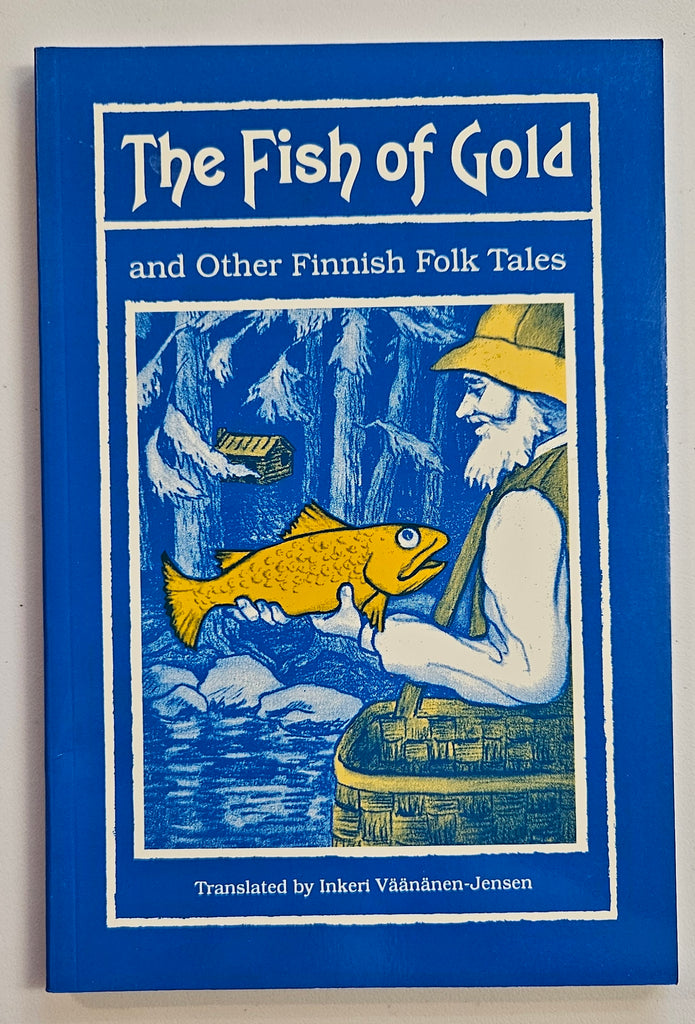 The Fish of Gold
and Other Finnish Folk Tales
Translated by Inkeri Väänänen-Jensen